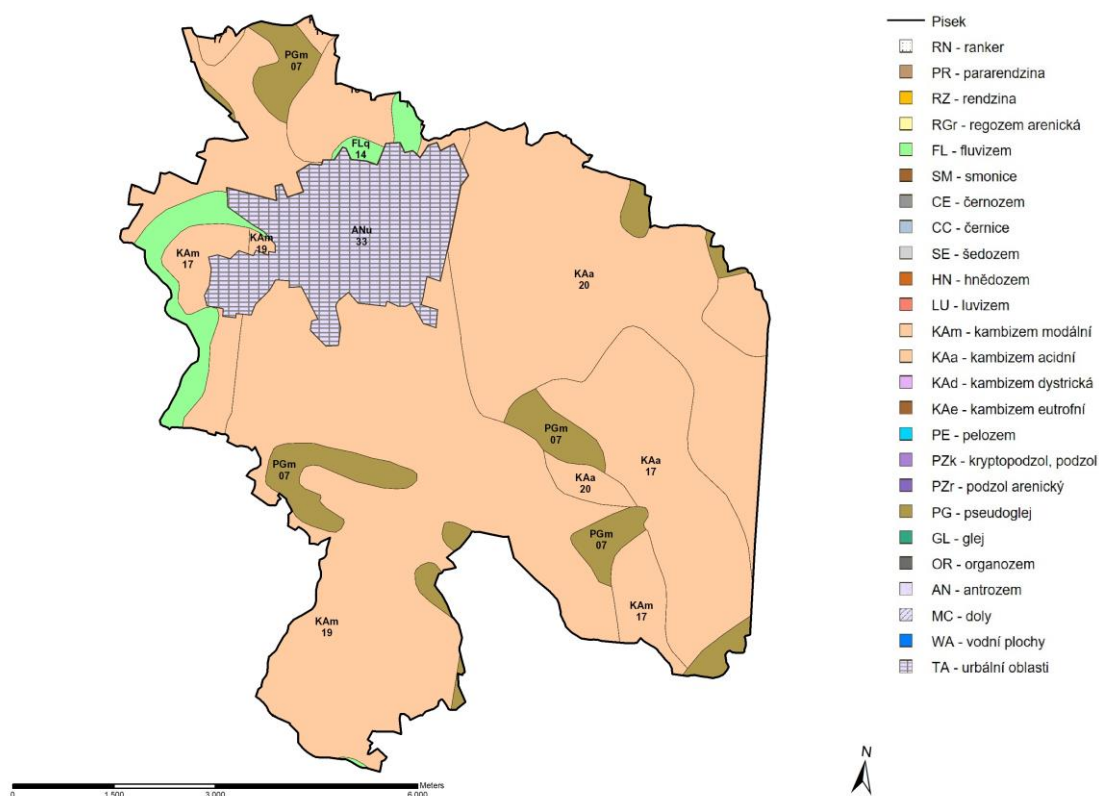 17
PGm
07
FLq
14
ANu
33
KAm
19
KAm
17
KAa
20
PGm
07
KAa
17
KAa
20
PGm
07
PGm
07
KAm
17
KAm
19
Pisek
RN - ranker
PR - pararendzina
RZ - rendzina
RGr - regozem arenická
FL - fluvizem
SM - smonice
CE - černozem
CC - černice
SE - šedozem
HN - hnědozem
LU - luvizem
KAm - kambizem modální
KAa - kambizem acidní
KAd - kambizem dystrická
KAe - kambizem eutrofní
PE - pelozem
PZk - kryptopodzol, podzol
PZr - podzol arenický
PG - pseudoglej
GL - glej
OR - organozem
AN - antrozem
MC - doly
WA - vodní plochy
TA - urbální oblasti
N
Meters
0 1 500 3 000 6 000